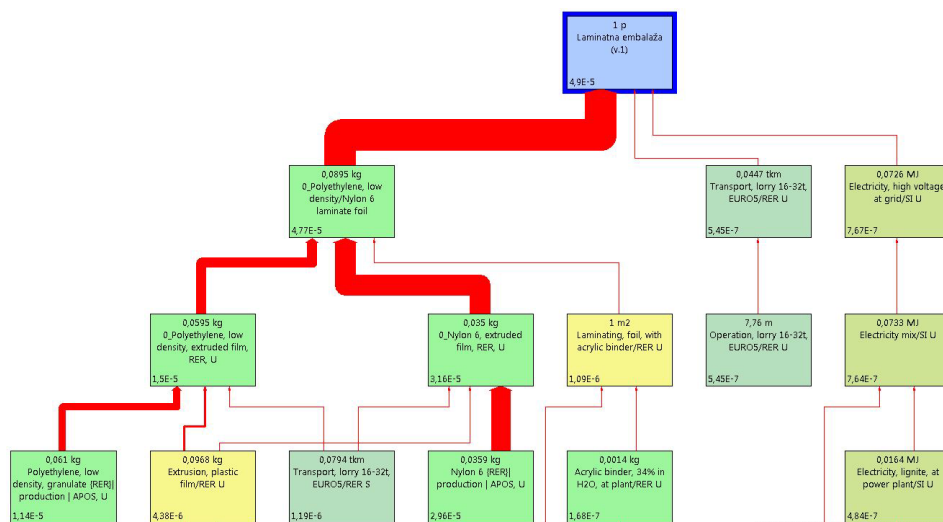 1 p
Laminatna embalaža
(v.1)
4,9E-5
0,0895 kg
0_Polyethylene, low
density/Nylon 6
laminate foil
4,77E-5
0,0447 tkm
Transport, lorry 16-32t,
EURO5/RER U
5,45E-7
0,0726 MJ
Electricity, high voltage,
at grid/SI U
7,67E-7
0,0595 kg
0_Polyethylene, low
density, extruded film,
RER, U
1,5E-5
0,035 kg
0_Nylon 6, extruded
film, RER, U
3,16E-5
1 m2
Laminating, foil, with
acrylic binder/RER U
1,09E-6
7,76 m
Operation, lorry 16-32t,
EURO5/RER U
5,45E-7
0,0733 MJ
Electricity mix/SI U
7,64E-7
0,061 kg
Polyethylene, low
density, granulate {RER}|
production | APOS, U
1,14E-5
0,0968 kg
Extrusion, plastic
film/RER U
4,38E-6
0,0794 tkm
Transport, lorry 16-32t,
EURO5/RER S
1,19E-6
0,0359 kg
Nylon 6 {RER}|
production | APOS, U
2,96E-5
0,0014 kg
Acrylic binder, 34% in
H2O, at plant/RER U
1,68E-7
0,0164 MJ
Electricity, lignite, at
power plant/SI U
4,84E-7